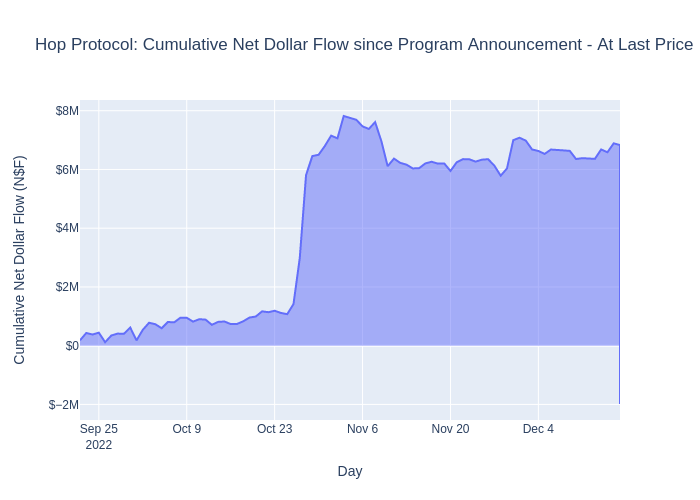 Hop Protocol: Cumulative Net Dollar Flow since Program Announcement - At Last Price
Cumulative Net Dollar Flow (N$F)
$8M
$6M
$4M
$2M
$0
$−2M
Sep 25
2022
Oct 9
Oct 23
Nov 6
Nov 20
Dec 4
Day